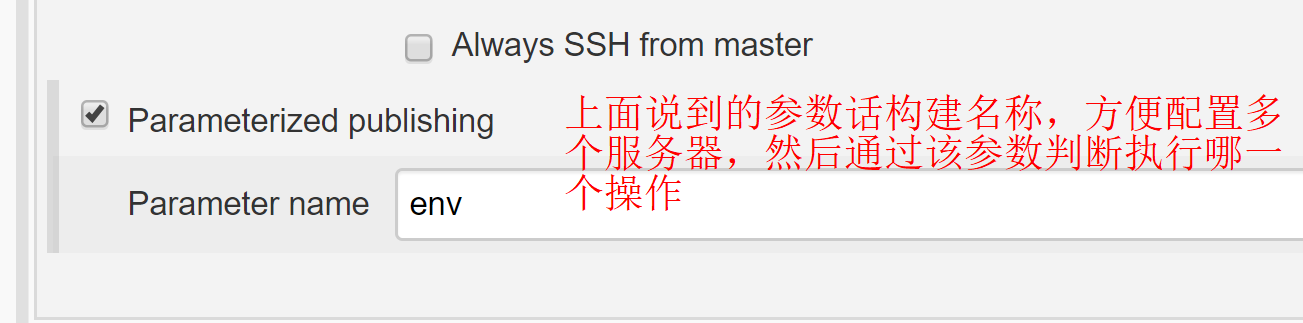 Always SSH from master
Parameterized publishing
上面说到的参数话构建名称，方便配置多
个服务器，然后通过该参数判断执行哪一
个操作
Parameter name
env